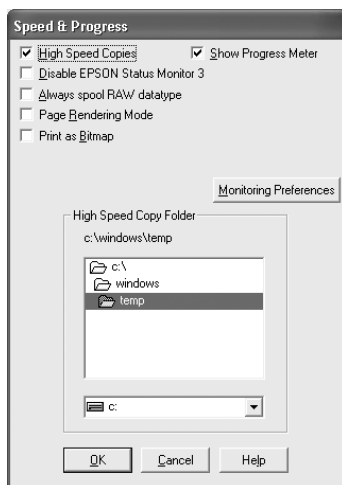 Speed & Progress
High Speed Copies Show Progress Meter
Disable EPSON Status Monitor 3
Always spool RAW datatype
Page Rendering Mode
Print as Bitmap
Monitoring Preferences
High Speed Copy Folder
c:\windows\temp
c:\
windows
temp
c:
OK Cancel Help